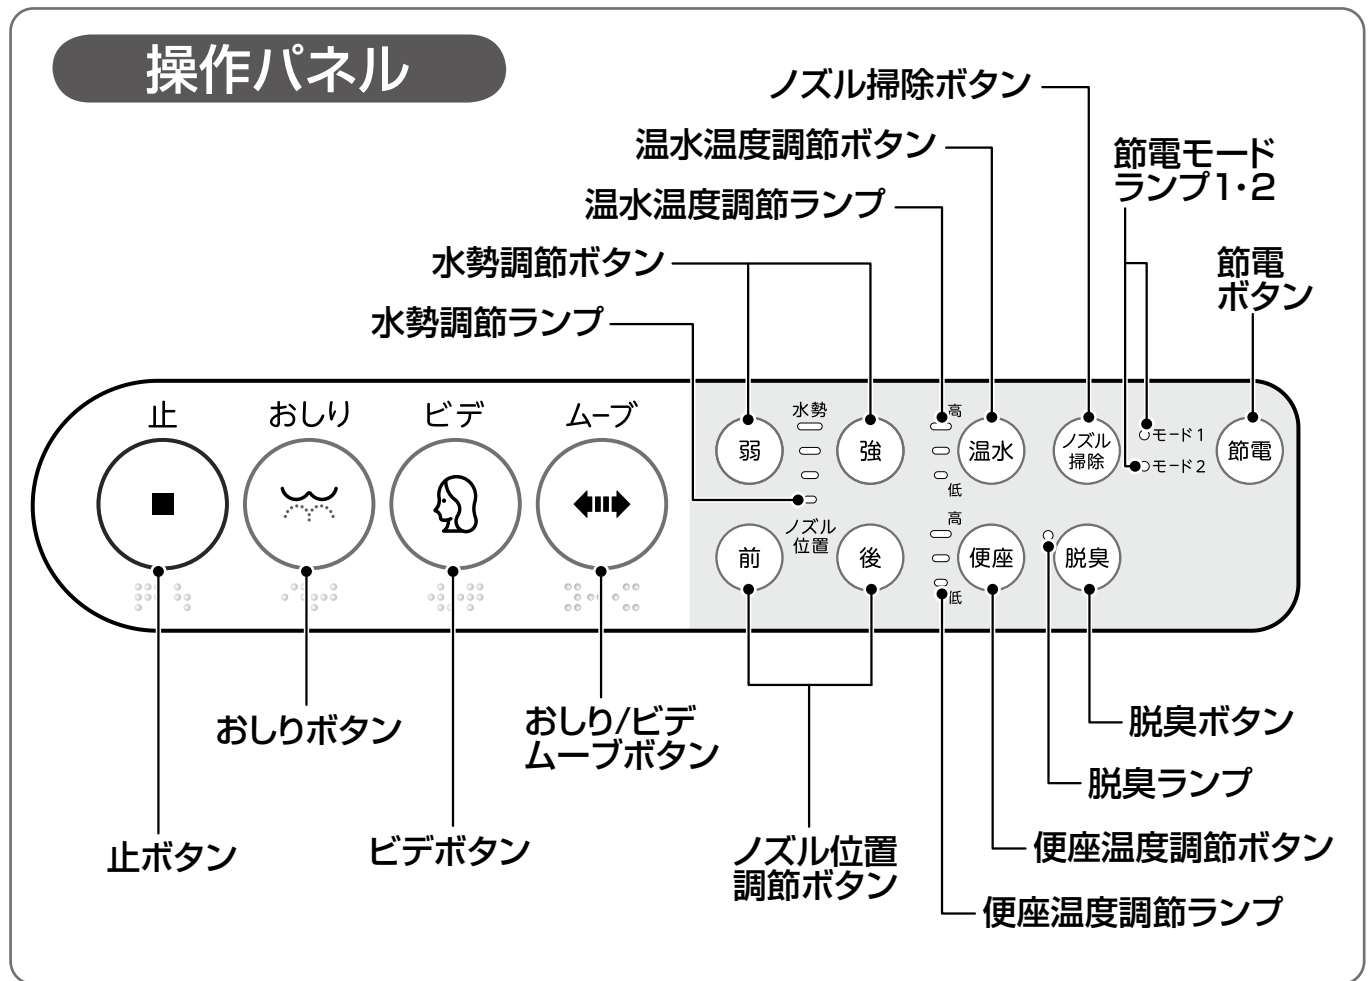 操作パネル
ノズル掃除ボタン
温水温度調節ボタン
節電モード
ランプ1・2
温水温度調節ランプ
水勢調節ボタン
節電
ボタン
水勢調節ランプ
止
おしり
ビデ
ムーブ
水勢
弱
強
高
低
温水
ノズル
掃除
モード1
モード2
節電
ノズル
位置
前
後
高
低
便座
脱臭
おしりボタン
おしり/ビデ
ムーブボタン
脱臭ボタン
脱臭ランプ
止ボタン
ビデボタン
ノズル位置
調節ボタン
便座温度調節ボタン
便座温度調節ランプ